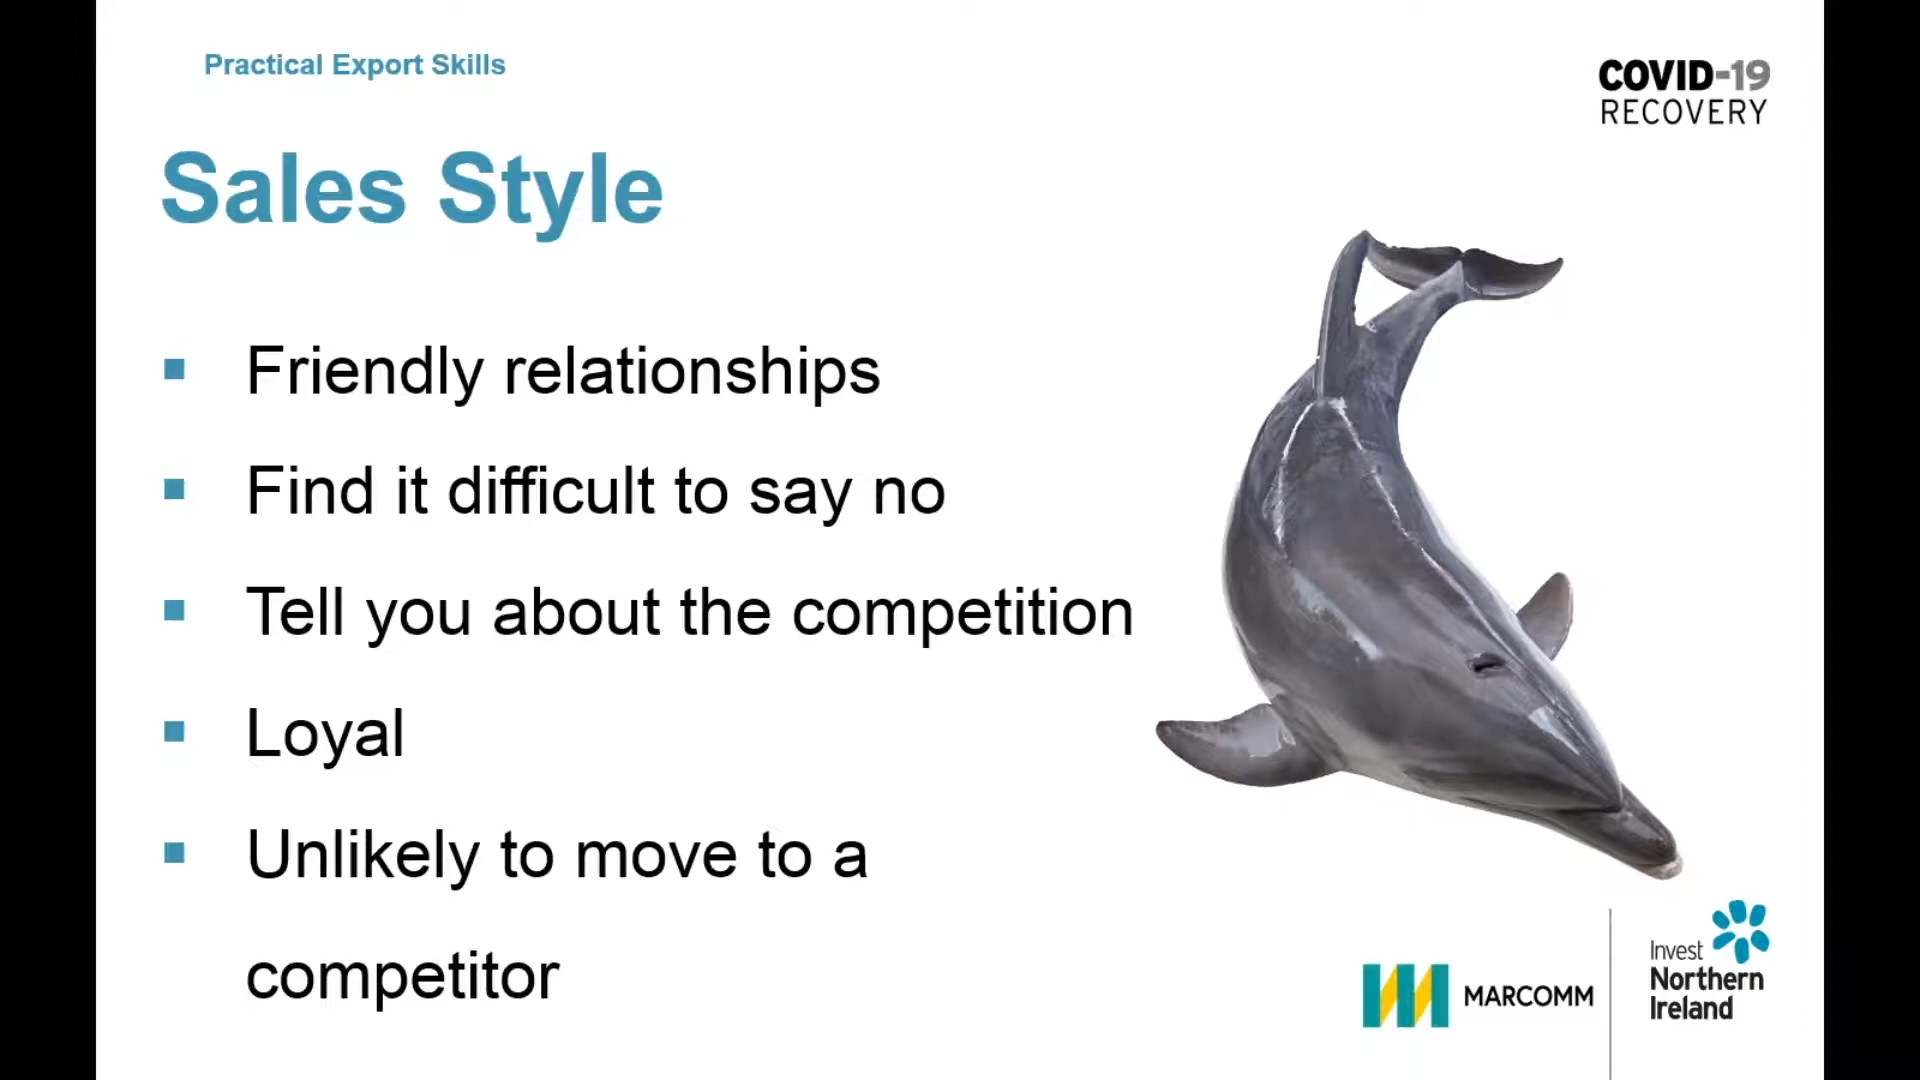 Practical Export Skills
COVID-19
RECOVERY
Sales Style
Friendly relationships
Find it difficult to say no
Tell you about the competition
Loyal
Unlikely to move to a
competitor
MARCOMM
Invest
Northern
Ireland